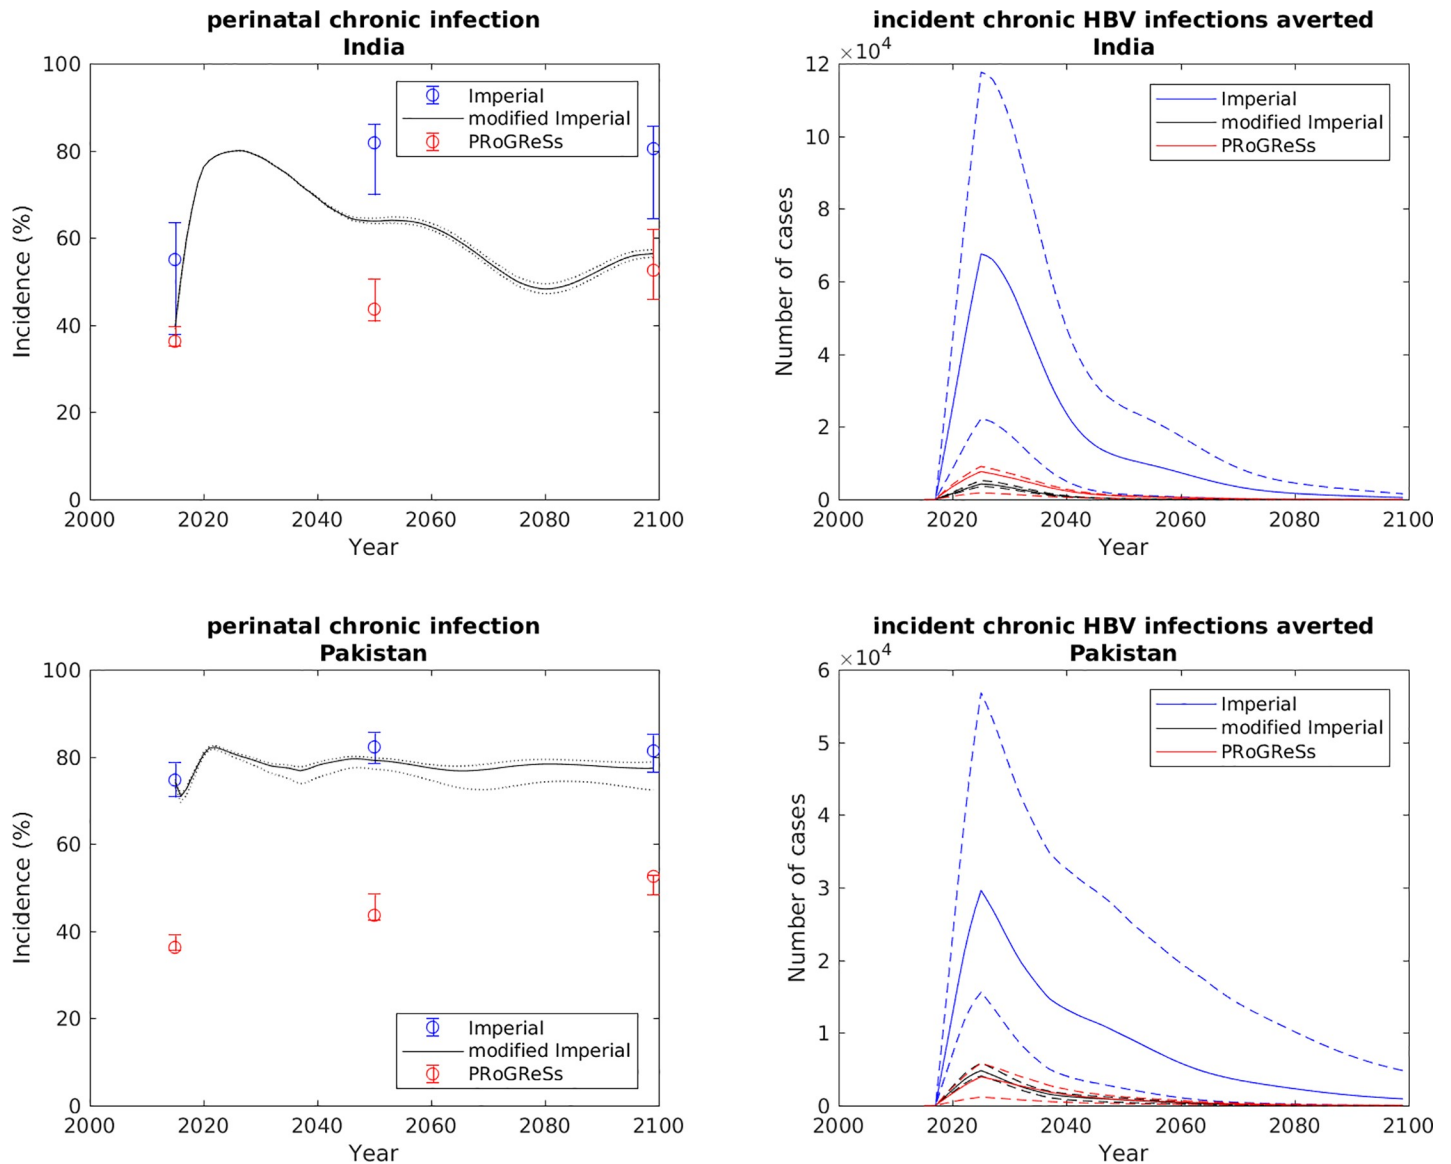 perinatal chronic infection
India
100
80
60
40
20
0
Incidence (%)
2000 2020 2040 2060 2080 2100
Year
Imperial
modified Imperial
PRoGReSs
incident chronic HBV infections averted
India
×10⁴
12
10
8
6
4
2
0
Number of cases
2000 2020 2040 2060 2080 2100
Year
Imperial
modified Imperial
PRoGReSs
perinatal chronic infection
Pakistan
100
80
60
40
20
0
Incidence (%)
2000 2020 2040 2060 2080 2100
Year
Imperial
modified Imperial
PRoGReSs
incident chronic HBV infections averted
Pakistan
×10⁴
6
5
4
3
2
1
0
Number of cases
2000 2020 2040 2060 2080 2100
Year
Imperial
modified Imperial
PRoGReSs